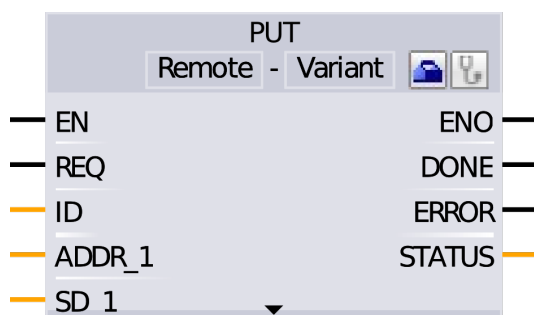 PUT
Remote - Variant
EN ENO
REQ DONE
ID ERROR
ADDR_1 STATUS
SD_1